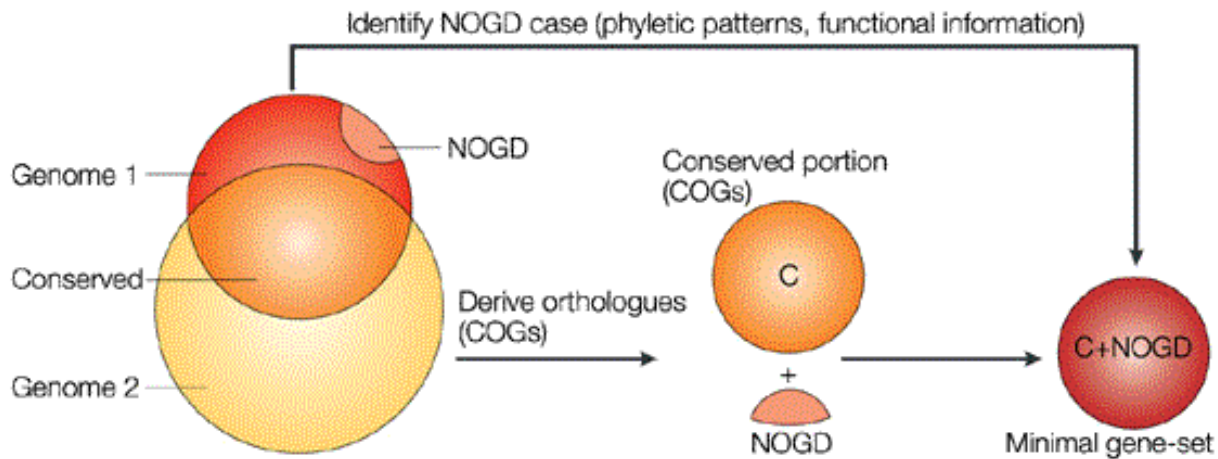 Identify NOGD case (phyletic patterns, functional information)
NOGD
Genome 1
Conserved
Genome 2
Derive orthologues
(COGs)
Conserved portion
(COGs)
C
+
NOGD
C+NOGD
Minimal gene-set